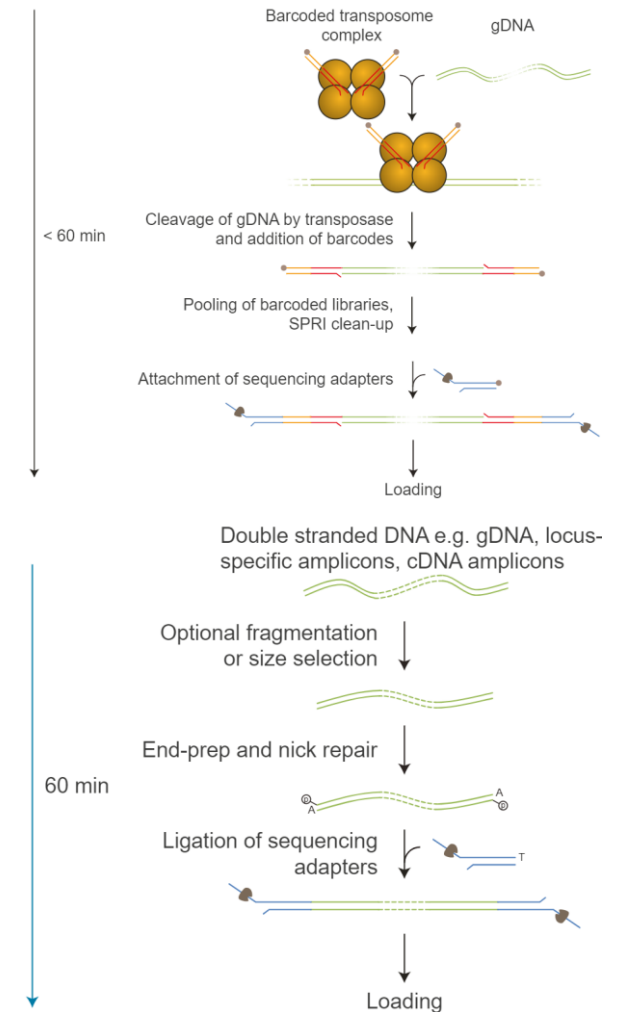 Barcoded transposome
complex
gDNA
< 60 min
Cleavage of gDNA by transposase
and addition of barcodes
Pooling of barcoded libraries,
SPRI clean-up
Attachment of sequencing adapters
Loading
Double stranded DNA e.g. gDNA, locus-
specific amplicons, cDNA amplicons
Optional fragmentation
or size selection
60 min
End-prep and nick repair
P
A
A
P
Ligation of sequencing
adapters
T
Loading